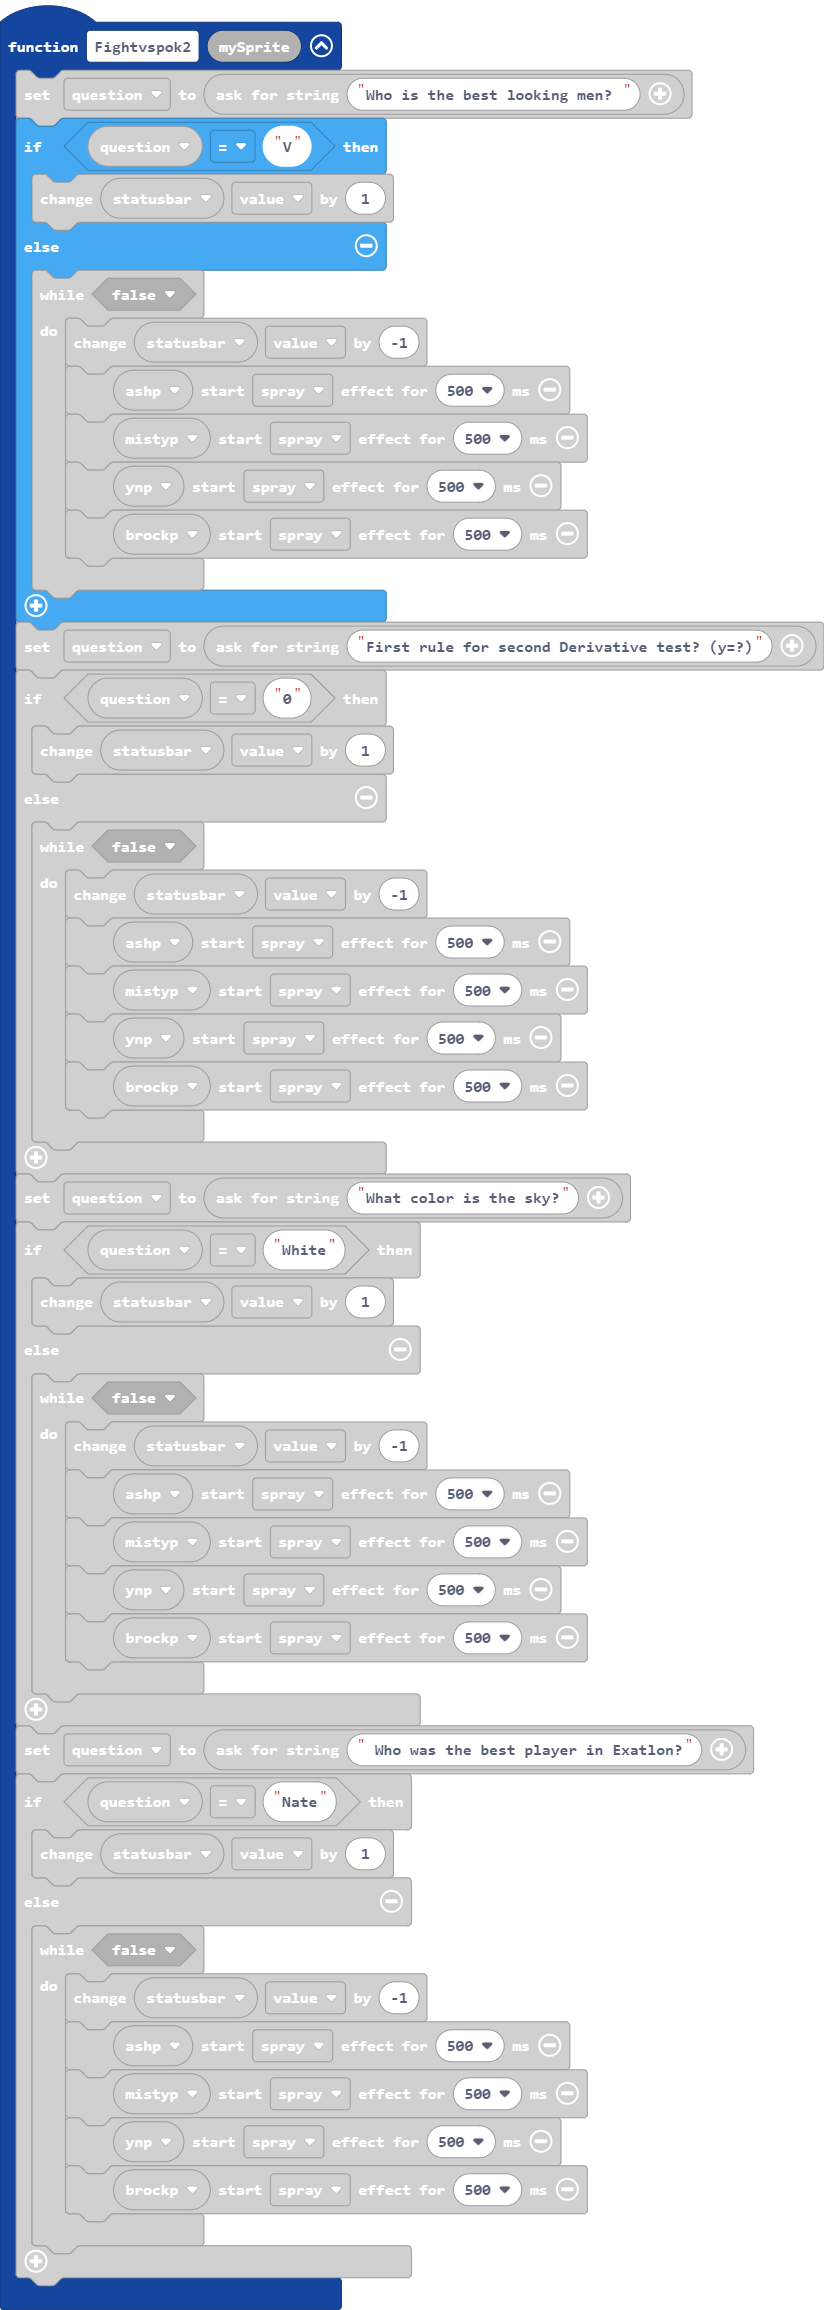 function Fightvspok2 mySprite
set question to ask for string "Who is the best looking men? "
if question = "V" then
change statusbar value by 1
else
while false
do change statusbar value by -1
ashp start spray effect for 500 ms
mistyp start spray effect for 500 ms
ynp start spray effect for 500 ms
brockp start spray effect for 500 ms
set question to ask for string "First rule for second Derivative test? (y=?)"
if question = "0" then
change statusbar value by 1
else
while false
do change statusbar value by -1
ashp start spray effect for 500 ms
mistyp start spray effect for 500 ms
ynp start spray effect for 500 ms
brockp start spray effect for 500 ms
set question to ask for string "What color is the sky?"
if question = "White" then
change statusbar value by 1
else
while false
do change statusbar value by -1
ashp start spray effect for 500 ms
mistyp start spray effect for 500 ms
ynp start spray effect for 500 ms
brockp start spray effect for 500 ms
set question to ask for string " Who was the best player in Exatlon?"
if question = "Nate" then
change statusbar value by 1
else
while false
do change statusbar value by -1
ashp start spray effect for 500 ms
mistyp start spray effect for 500 ms
ynp start spray effect for 500 ms
brockp start spray effect for 500 ms